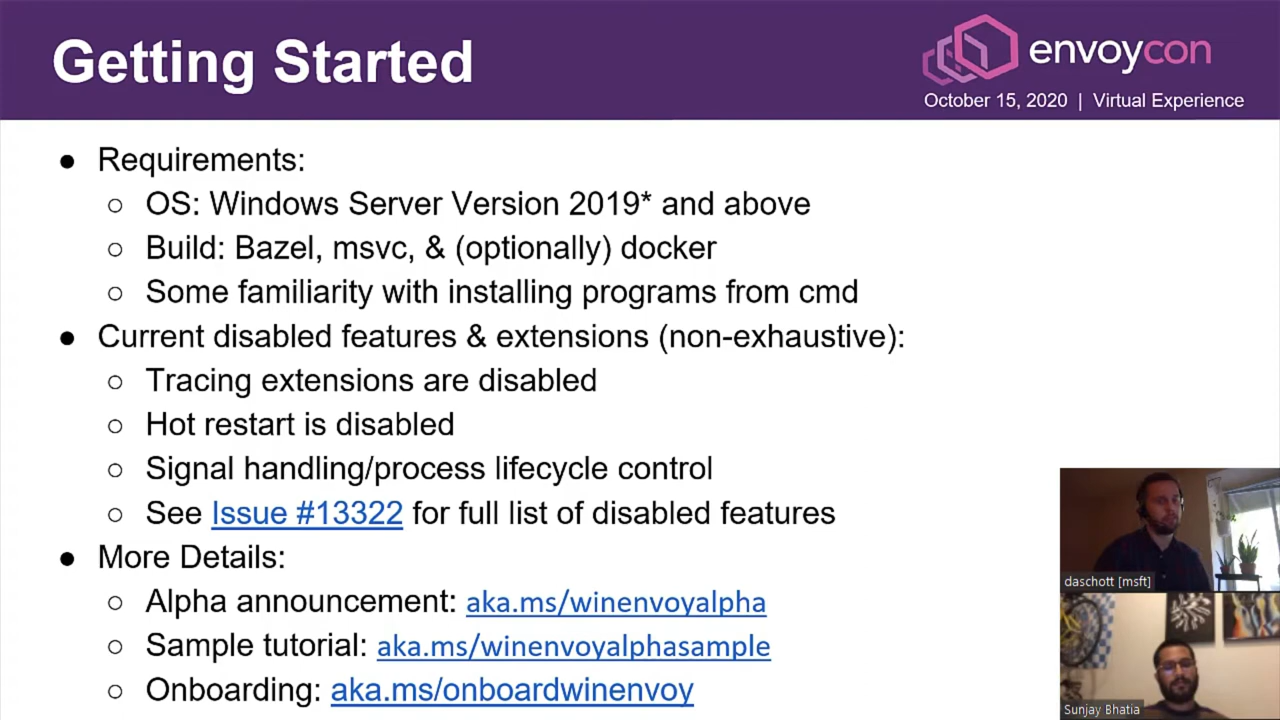 Getting Started
envoycon
October 15, 2020 | Virtual Experience
● Requirements:
○ OS: Windows Server Version 2019* and above
○ Build: Bazel, msvc, & (optionally) docker
○ Some familiarity with installing programs from cmd
● Current disabled features & extensions (non-exhaustive):
○ Tracing extensions are disabled
○ Hot restart is disabled
○ Signal handling/process lifecycle control
○ See Issue #13322 for full list of disabled features
● More Details:
○ Alpha announcement: aka.ms/winenvoyalpha
○ Sample tutorial: aka.ms/winenvoyalphasample
○ Onboarding: aka.ms/onboardwinenvoy
daschott [msft]
Sunjay Bhatia